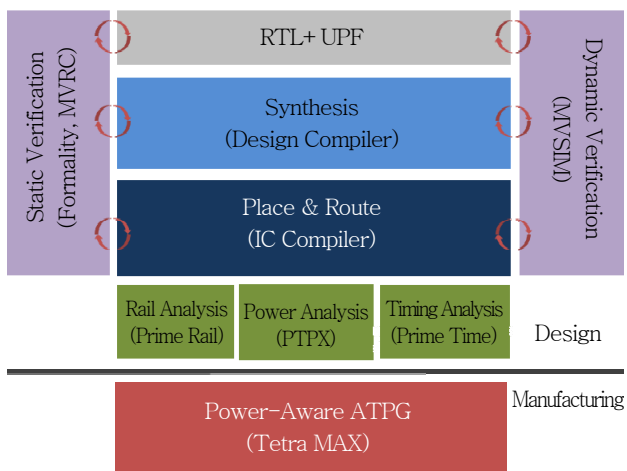 RTL+ UPF
Static Verification
(Formality, MVRC)
Dynamic Verification
(MVSIM)
Synthesis
(Design Compiler)
Place & Route
(IC Compiler)
Rail Analysis
(Prime Rail)
Power Analysis
(PTPX)
Timing Analysis
(Prime Time)
Design
Manufacturing
Power-Aware ATPG
(Tetra MAX)